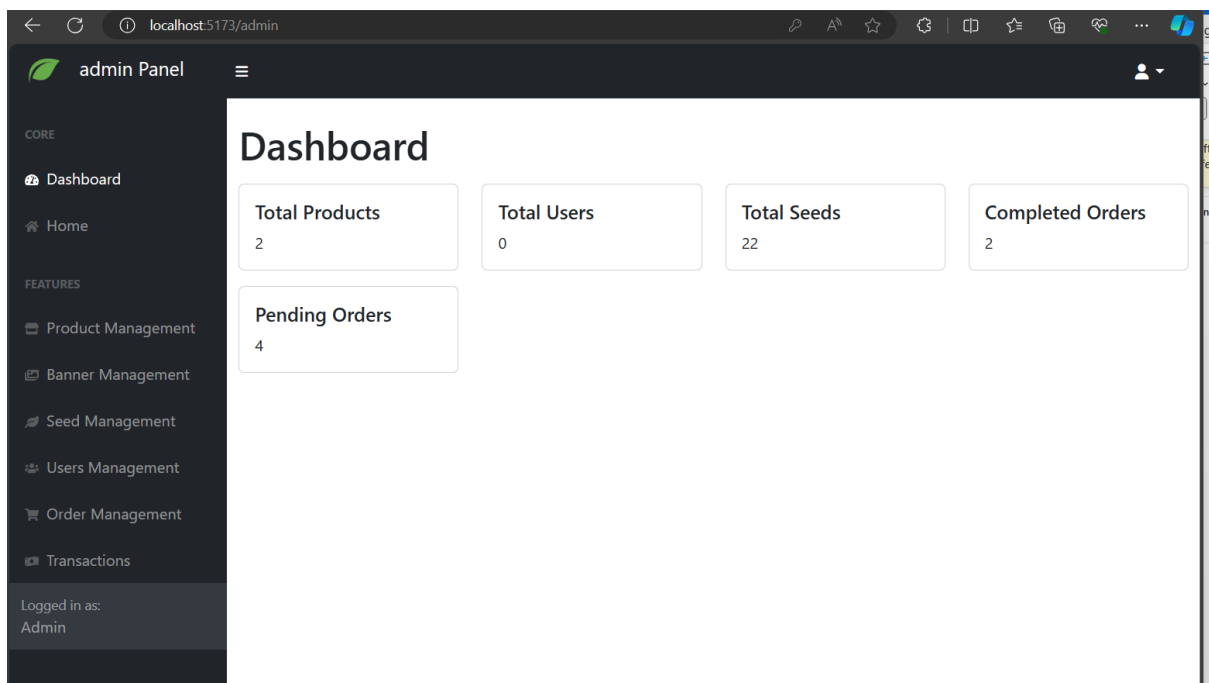 localhost:5173/admin
admin Panel
CORE
Dashboard
Home
FEATURES
Product Management
Banner Management
Seed Management
Users Management
Order Management
Transactions
Logged in as:
Admin
Dashboard
Total Products
2
Total Users
0
Total Seeds
22
Completed Orders
2
Pending Orders
4